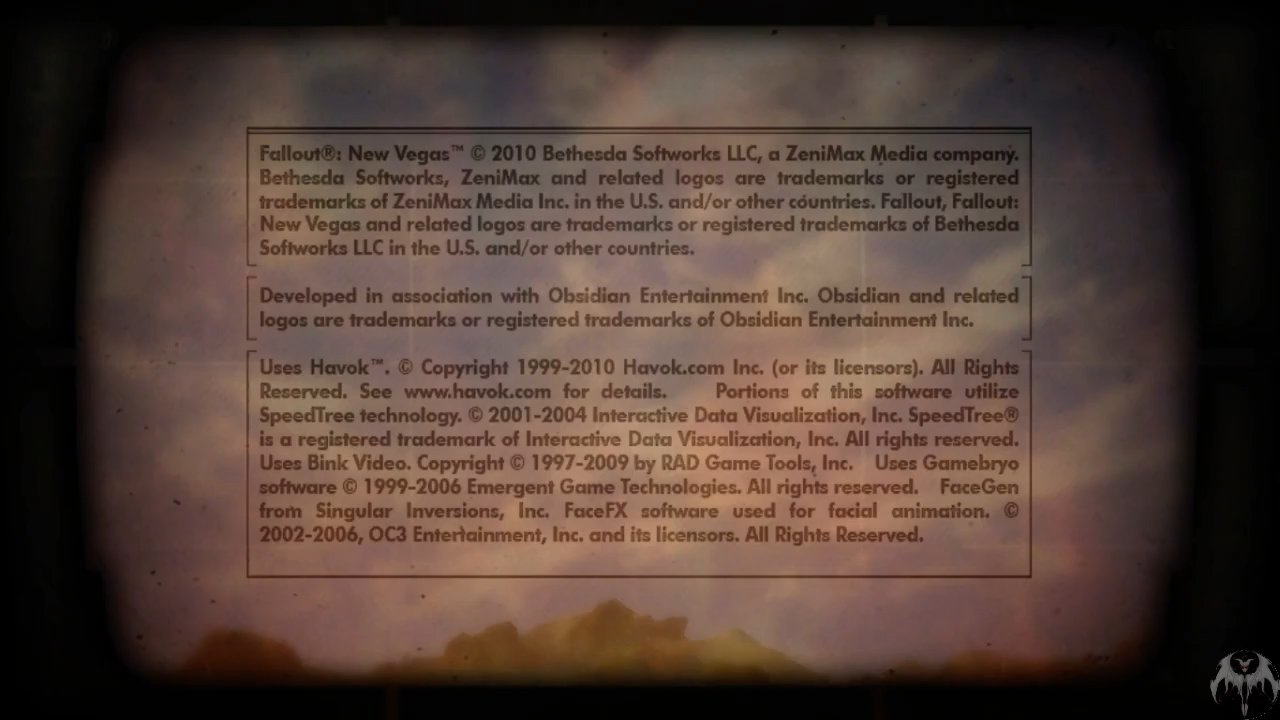 Fallout®: New Vegas™ © 2010 Bethesda Softworks LLC, a ZeniMax Media company.
Bethesda Softworks, ZeniMax and related logos are trademarks or registered
trademarks of ZeniMax Media Inc. in the U.S. and/or other countries. Fallout, Fallout:
New Vegas and related logos are trademarks or registered trademarks of Bethesda
Softworks LLC in the U.S. and/or other countries.
Developed in association with Obsidian Entertainment Inc. Obsidian and related
logos are trademarks or registered trademarks of Obsidian Entertainment Inc.
Uses Havok™. © Copyright 1999-2010 Havok.com Inc. (or its licensors). All Rights
Reserved. See www.havok.com for details. Portions of this software utilize
SpeedTree technology. © 2001-2004 Interactive Data Visualization, Inc. SpeedTree®
is a registered trademark of Interactive Data Visualization, Inc. All rights reserved.
Uses Bink Video. Copyright © 1997-2009 by RAD Game Tools, Inc. Uses Gamebryo
software © 1999-2006 Emergent Game Technologies. All rights reserved. FaceGen
from Singular Inversions, Inc. FaceFX software used for facial animation. ©
2002-2006, OC3 Entertainment, Inc. and its licensors. All Rights Reserved.